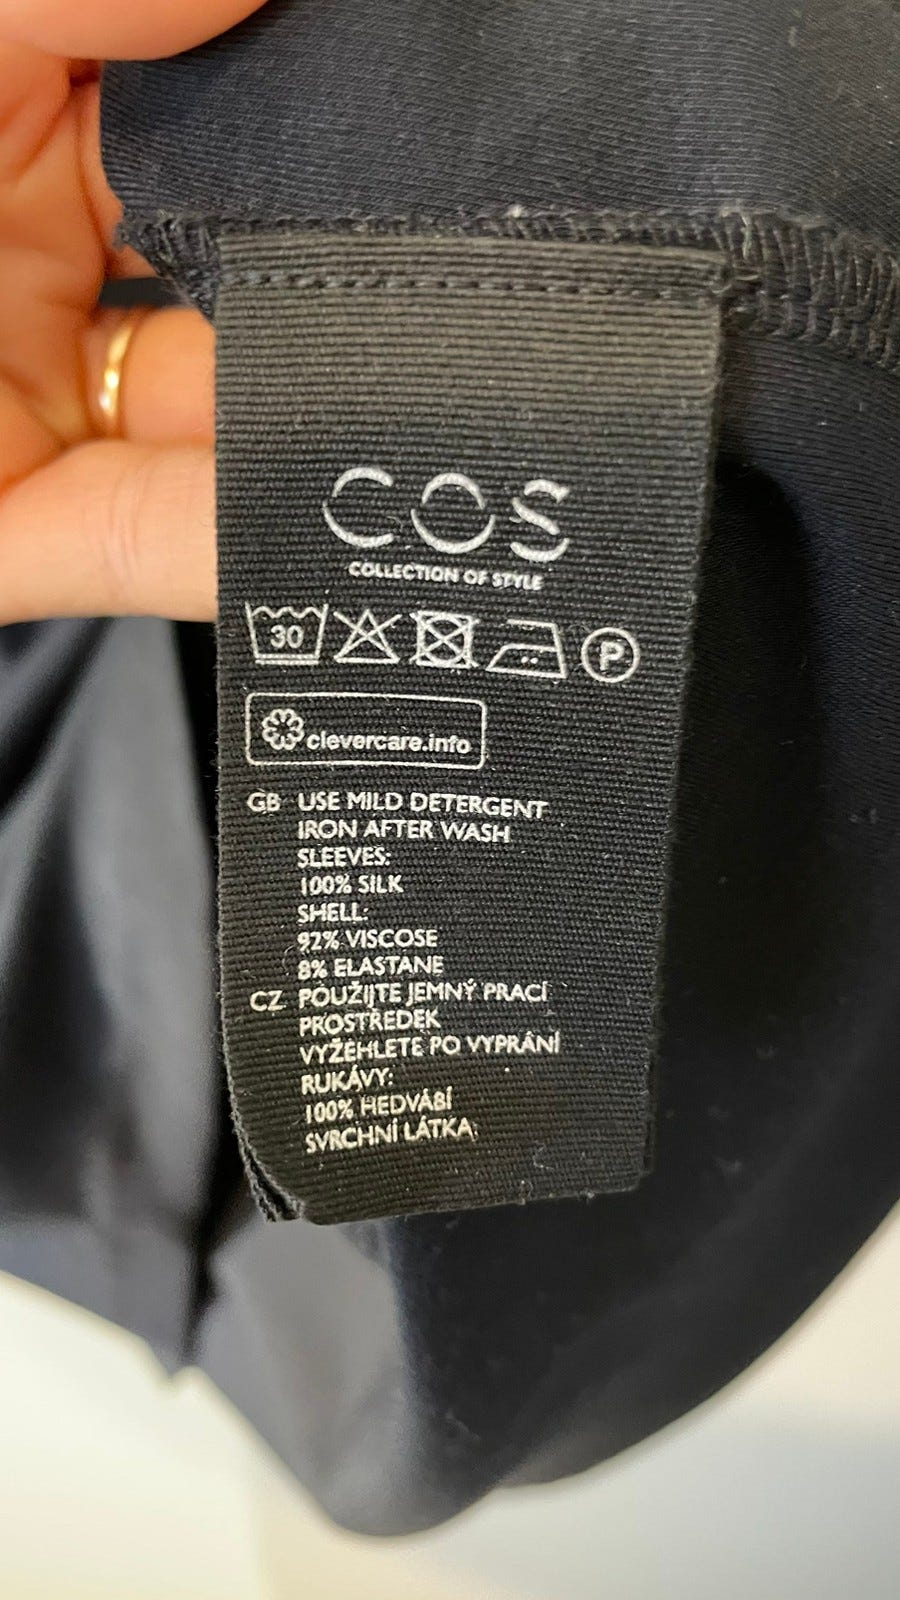 COS
COLLECTION OF STYLE
30
P
clevercare.info
GB USE MILD DETERGENT
IRON AFTER WASH
SLEEVES:
100% SILK
SHELL:
92% VISCOSE
8% ELASTANE
CZ POUŽIJTE JEMNÝ PRACÍ
PROSTŘEDEK
VYŽEHLETE PO VYPRÁNÍ
RUKÁVY:
100% HEDVÁBÍ
SVRCHNÍ LÁTKA: